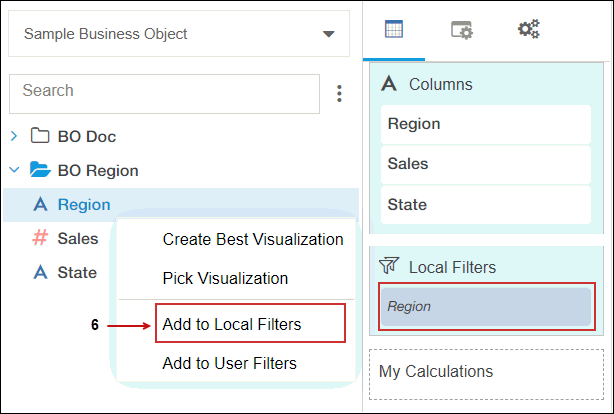 Sample Business Object
Search
BO Doc
BO Region
Region
Sales
State
Create Best Visualization
Pick Visualization
6
Add to Local Filters
Add to User Filters
Columns
Region
Sales
State
Local Filters
Region
My Calculations